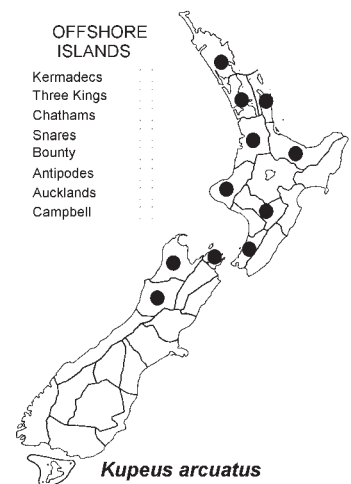 OFFSHORE
ISLANDS
Kermadecs
Three Kings
Chathams
Snares
Bounty
Antipodes
Aucklands
Campbell
Kupeus arcuatus